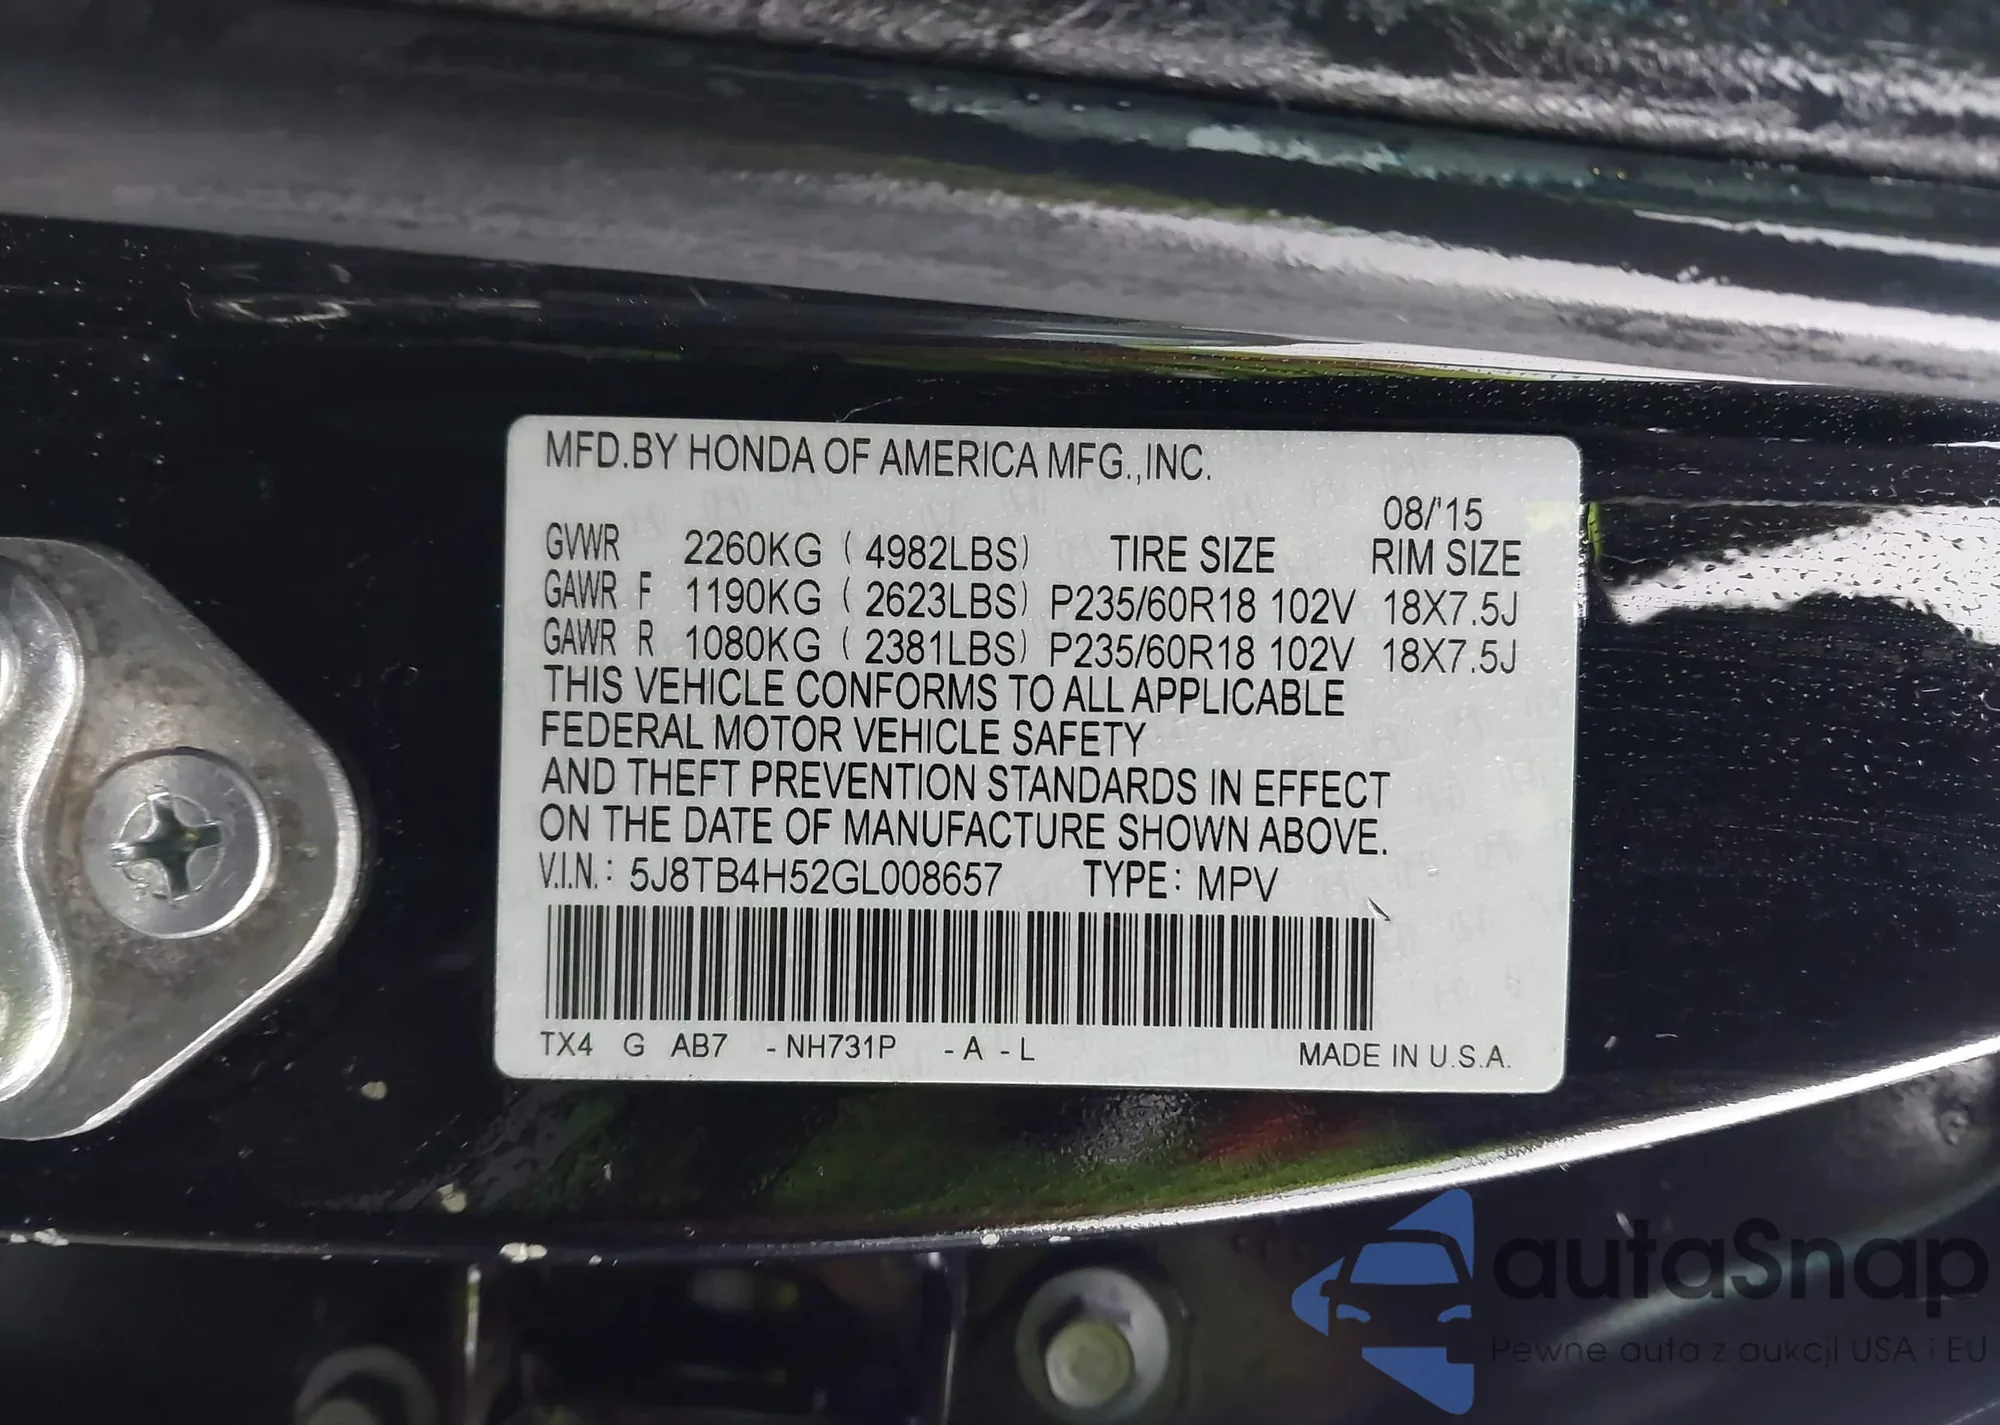 MFD.BY HONDA OF AMERICA MFG.,INC.
08/'15
GVWR 2260KG ( 4982LBS) TIRE SIZE RIM SIZE
GAWR F 1190KG ( 2623LBS) P235/60R18 102V 18X7.5J
GAWR R 1080KG ( 2381LBS) P235/60R18 102V 18X7.5J
THIS VEHICLE CONFORMS TO ALL APPLICABLE
FEDERAL MOTOR VEHICLE SAFETY
AND THEFT PREVENTION STANDARDS IN EFFECT
ON THE DATE OF MANUFACTURE SHOWN ABOVE.
V.I.N.: 5J8TB4H52GL008657 TYPE: MPV
TX4 G AB7 -NH731P -A -L MADE IN U.S.A.
autaSnap
Pewne auta z aukcji USA i EU